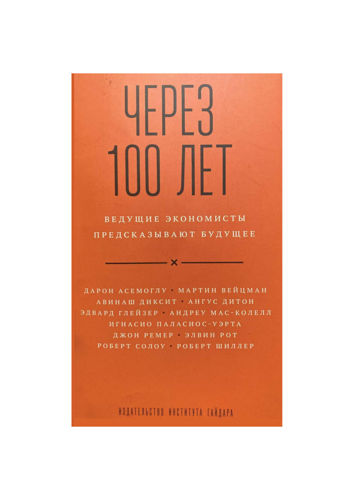 ЧЕРЕЗ
100 ЛЕТ
ВЕДУЩИЕ ЭКОНОМИСТЫ
ПРЕДСКАЗЫВАЮТ БУДУЩЕЕ
ДАРОН АСЕМОГЛУ • МАРТИН ВЕЙЦМАН
АВИНАШ ДИКСИТ • АНГУС ДИТОН
ЭДВАРД ГЛЕЙЗЕР • АНДРЕУ МАС-КОЛЕЛЛ
ИГНАСИО ПАЛАСИОС-УЭРТА
ДЖОН РЕМЕР • ЭЛВИН РОТ
РОБЕРТ СОЛОУ • РОБЕРТ ШИЛЛЕР
ИЗДАТЕЛЬСТВО ИНСТИТУТА ГАЙДАРА